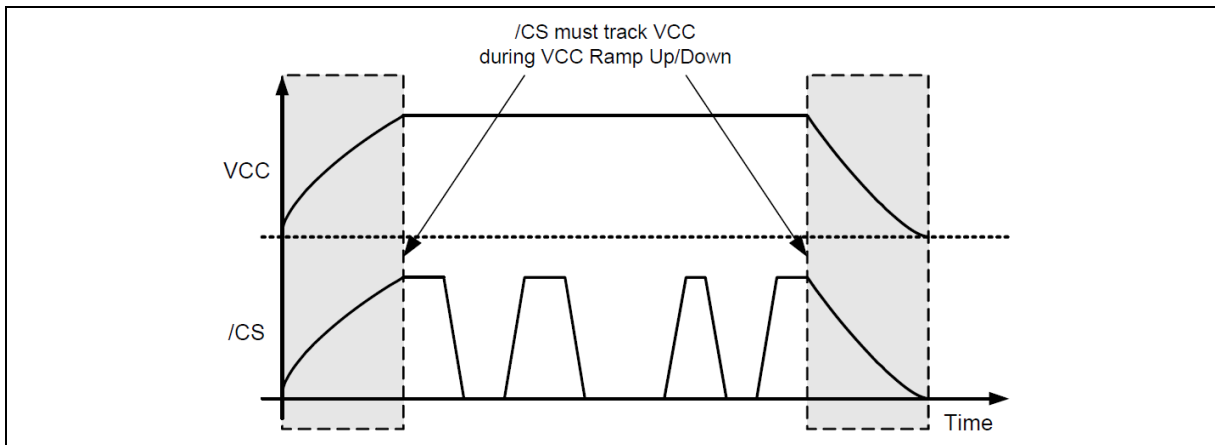 /CS must track VCC
during VCC Ramp Up/Down
VCC
/CS
Time